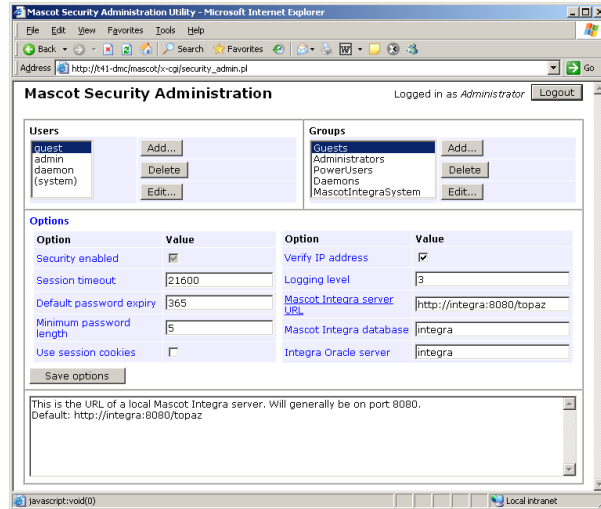 Mascot Security Administration Utility - Microsoft Internet Explorer
File Edit View Favorites Tools Help
Back Search Favorites
Address http://t41-dmc/mascot/x-cgi/security_admin.pl Go
Mascot Security Administration Logged in as Administrator Logout
Users Groups
guest Add... Guests Add...
admin Administrators
daemon Delete PowerUsers Delete
(system) Daemons
Edit... MascotIntegraSystem Edit...
Options
Option Value Option Value
Security enabled Verify IP address
Session timeout 21600 Logging level 3
Default password expiry 365 Mascot Integra server URL http://integra:8080/topaz
Minimum password length 5 Mascot Integra database integra
Use session cookies Integra Oracle server integra
Save options
This is the URL of a local Mascot Integra server. Will generally be on port 8080.
Default: http://integra:8080/topaz
javascript:void(0) Local intranet